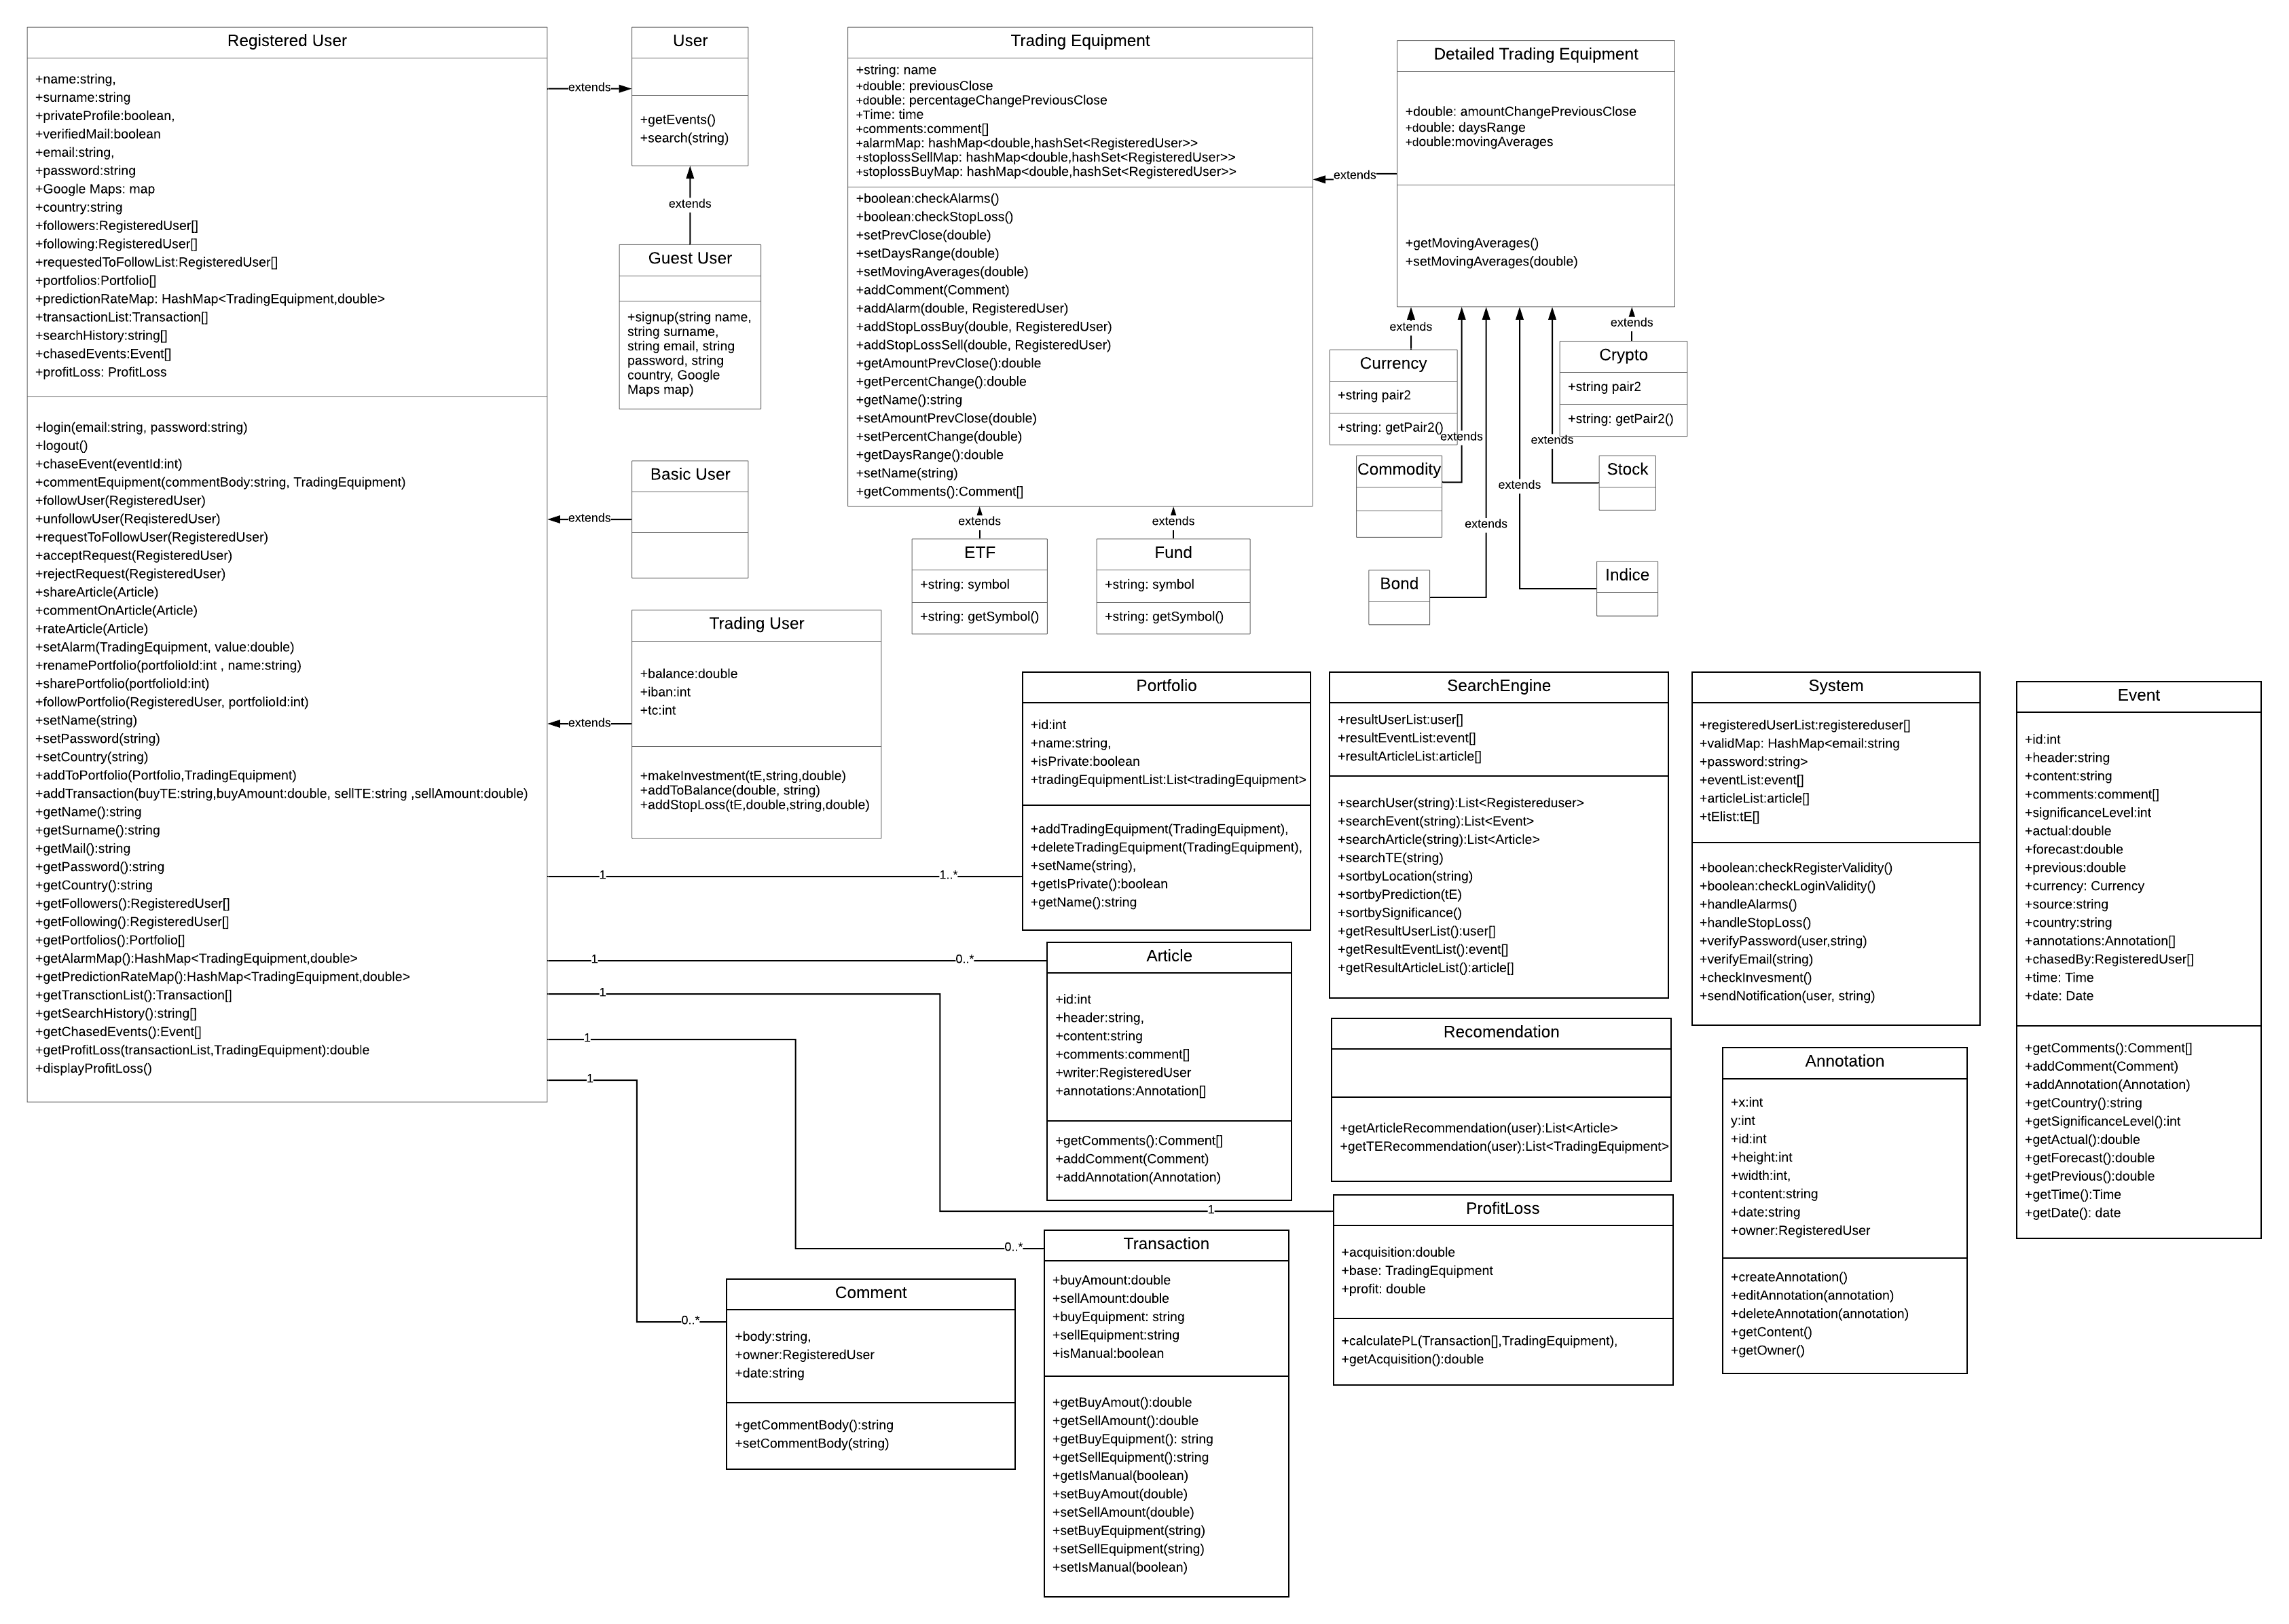 Registered User
+name:string,
+surname:string
+privateProfile:boolean,
+verifiedMail:boolean
+email:string,
+password:string
+Google Maps: map
+country:string
+followers:RegisteredUser[]
+following:RegisteredUser[]
+requestedToFollowList:RegisteredUser[]
+portfolios:Portfolio[]
+predictionRateMap: HashMap<TradingEquipment,double>
+transactionList:Transaction[]
+searchHistory:string[]
+chasedEvents:Event[]
+profitLoss: ProfitLoss
+login(email:string, password:string)
+logout()
+chaseEvent(eventId:int)
+commentEquipment(commentBody:string, TradingEquipment)
+followUser(RegisteredUser)
+unfollowUser(ReqisteredUser)
+requestToFollowUser(RegisteredUser)
+acceptRequest(RegisteredUser)
+rejectRequest(RegisteredUser)
+shareArticle(Article)
+commentOnArticle(Article)
+rateArticle(Article)
+setAlarm(TradingEquipment, value:double)
+renamePortfolio(portfolioId:int , name:string)
+sharePortfolio(portfolioId:int)
+followPortfolio(RegisteredUser, portfolioId:int)
+setName(string)
+setPassword(string)
+setCountry(string)
+addToPortfolio(Portfolio,TradingEquipment)
+addTransaction(buyTE:string,buyAmount:double, sellTE:string ,sellAmount:double)
+getName():string
+getSurname():string
+getMail():string
+getPassword():string
+getCountry():string
+getFollowers():RegisteredUser[]
+getFollowing():RegisteredUser[]
+getPortfolios():Portfolio[]
+getAlarmMap():HashMap<TradingEquipment,double>
+getPredictionRateMap():HashMap<TradingEquipment,double>
+getTransctionList():Transaction[]
+getSearchHistory():string[]
+getChasedEvents():Event[]
+getProfitLoss(transactionList,TradingEquipment):double
+displayProfitLoss()
extends
User
+getEvents()
+search(string)
extends
Guest User
+signup(string name,
string surname,
string email, string
password, string
country, Google
Maps map)
Basic User
extends
Trading User
+balance:double
+iban:int
+tc:int
+makeInvestment(tE,string,double)
+addToBalance(double, string)
+addStopLoss(tE,double,string,double)
extends
Trading Equipment
+string: name
+double: previousClose
+double: percentageChangePreviousClose
+Time: time
+comments:comment[]
+alarmMap: hashMap<double,hashSet<RegisteredUser>>
+stoplossSellMap: hashMap<double,hashSet<RegisteredUser>>
+stoplossBuyMap: hashMap<double,hashSet<RegisteredUser>>
+boolean:checkAlarms()
+boolean:checkStopLoss()
+setPrevClose(double)
+setDaysRange(double)
+setMovingAverages(double)
+addComment(Comment)
+addAlarm(double, RegisteredUser)
+addStopLossBuy(double, RegisteredUser)
+addStopLossSell(double, RegisteredUser)
+getAmountPrevClose():double
+getPercentChange():double
+getName():string
+setAmountPrevClose(double)
+setPercentChange(double)
+getDaysRange():double
+setName(string)
+getComments():Comment[]
extends
ETF
+string: symbol
+string: getSymbol()
extends
Fund
+string: symbol
+string: getSymbol()
Detailed Trading Equipment
+double: amountChangePreviousClose
+double: daysRange
+double:movingAverages
+getMovingAverages()
+setMovingAverages(double)
extends
extends
Currency
+string pair2
+string: getPair2()
extends
Crypto
+string pair2
+string: getPair2()
extends
Commodity
extends
Stock
extends
Bond
extends
Indice
1
1..*
Portfolio
+id:int
+name:string,
+isPrivate:boolean
+tradingEquipmentList:List<tradingEquipment>
+addTradingEquipment(TradingEquipment),
+deleteTradingEquipment(TradingEquipment),
+setName(string),
+getIsPrivate():boolean
+getName():string
SearchEngine
+resultUserList:user[]
+resultEventList:event[]
+resultArticleList:article[]
+searchUser(string):List<Registereduser>
+searchEvent(string):List<Event>
+searchArticle(string):List<Article>
+searchTE(string)
+sortbyLocation(string)
+sortbyPrediction(tE)
+sortbySignificance()
+getResultUserList():user[]
+getResultEventList():event[]
+getResultArticleList():article[]
System
+registeredUserList:registereduser[]
+validMap: HashMap<email:string
+password:string>
+eventList:event[]
+articleList:article[]
+tElist:tE[]
+boolean:checkRegisterValidity()
+boolean:checkLoginValidity()
+handleAlarms()
+handleStopLoss()
+verifyPassword(user,string)
+verifyEmail(string)
+checkInvesment()
+sendNotification(user, string)
Event
+id:int
+header:string
+content:string
+comments:comment[]
+significanceLevel:int
+actual:double
+forecast:double
+previous:double
+currency: Currency
+source:string
+country:string
+annotations:Annotation[]
+chasedBy:RegisteredUser[]
+time: Time
+date: Date
+getComments():Comment[]
+addComment(Comment)
+addAnnotation(Annotation)
+getCountry():string
+getSignificanceLevel():int
+getActual():double
+getForecast():double
+getPrevious():double
+getTime():Time
+getDate(): date
1
0..*
Article
+id:int
+header:string,
+content:string
+comments:comment[]
+writer:RegisteredUser
+annotations:Annotation[]
+getComments():Comment[]
+addComment(Comment)
+addAnnotation(Annotation)
Recomendation
+getArticleRecommendation(user):List<Article>
+getTERecommendation(user):List<TradingEquipment>
Annotation
+x:int
y:int
+id:int
+height:int
+width:int,
+content:string
+date:string
+owner:RegisteredUser
+createAnnotation()
+editAnnotation(annotation)
+deleteAnnotation(annotation)
+getContent()
+getOwner()
1
1
ProfitLoss
+acquisition:double
+base: TradingEquipment
+profit: double
+calculatePL(Transaction[],TradingEquipment),
+getAcquisition():double
1
0..*
Transaction
+buyAmount:double
+sellAmount:double
+buyEquipment: string
+sellEquipment:string
+isManual:boolean
+getBuyAmout():double
+getSellAmount():double
+getBuyEquipment(): string
+getSellEquipment():string
+getIsManual(boolean)
+setBuyAmout(double)
+setSellAmount(double)
+setBuyEquipment(string)
+setSellEquipment(string)
+setIsManual(boolean)
1
0..*
Comment
+body:string,
+owner:RegisteredUser
+date:string
+getCommentBody():string
+setCommentBody(string)